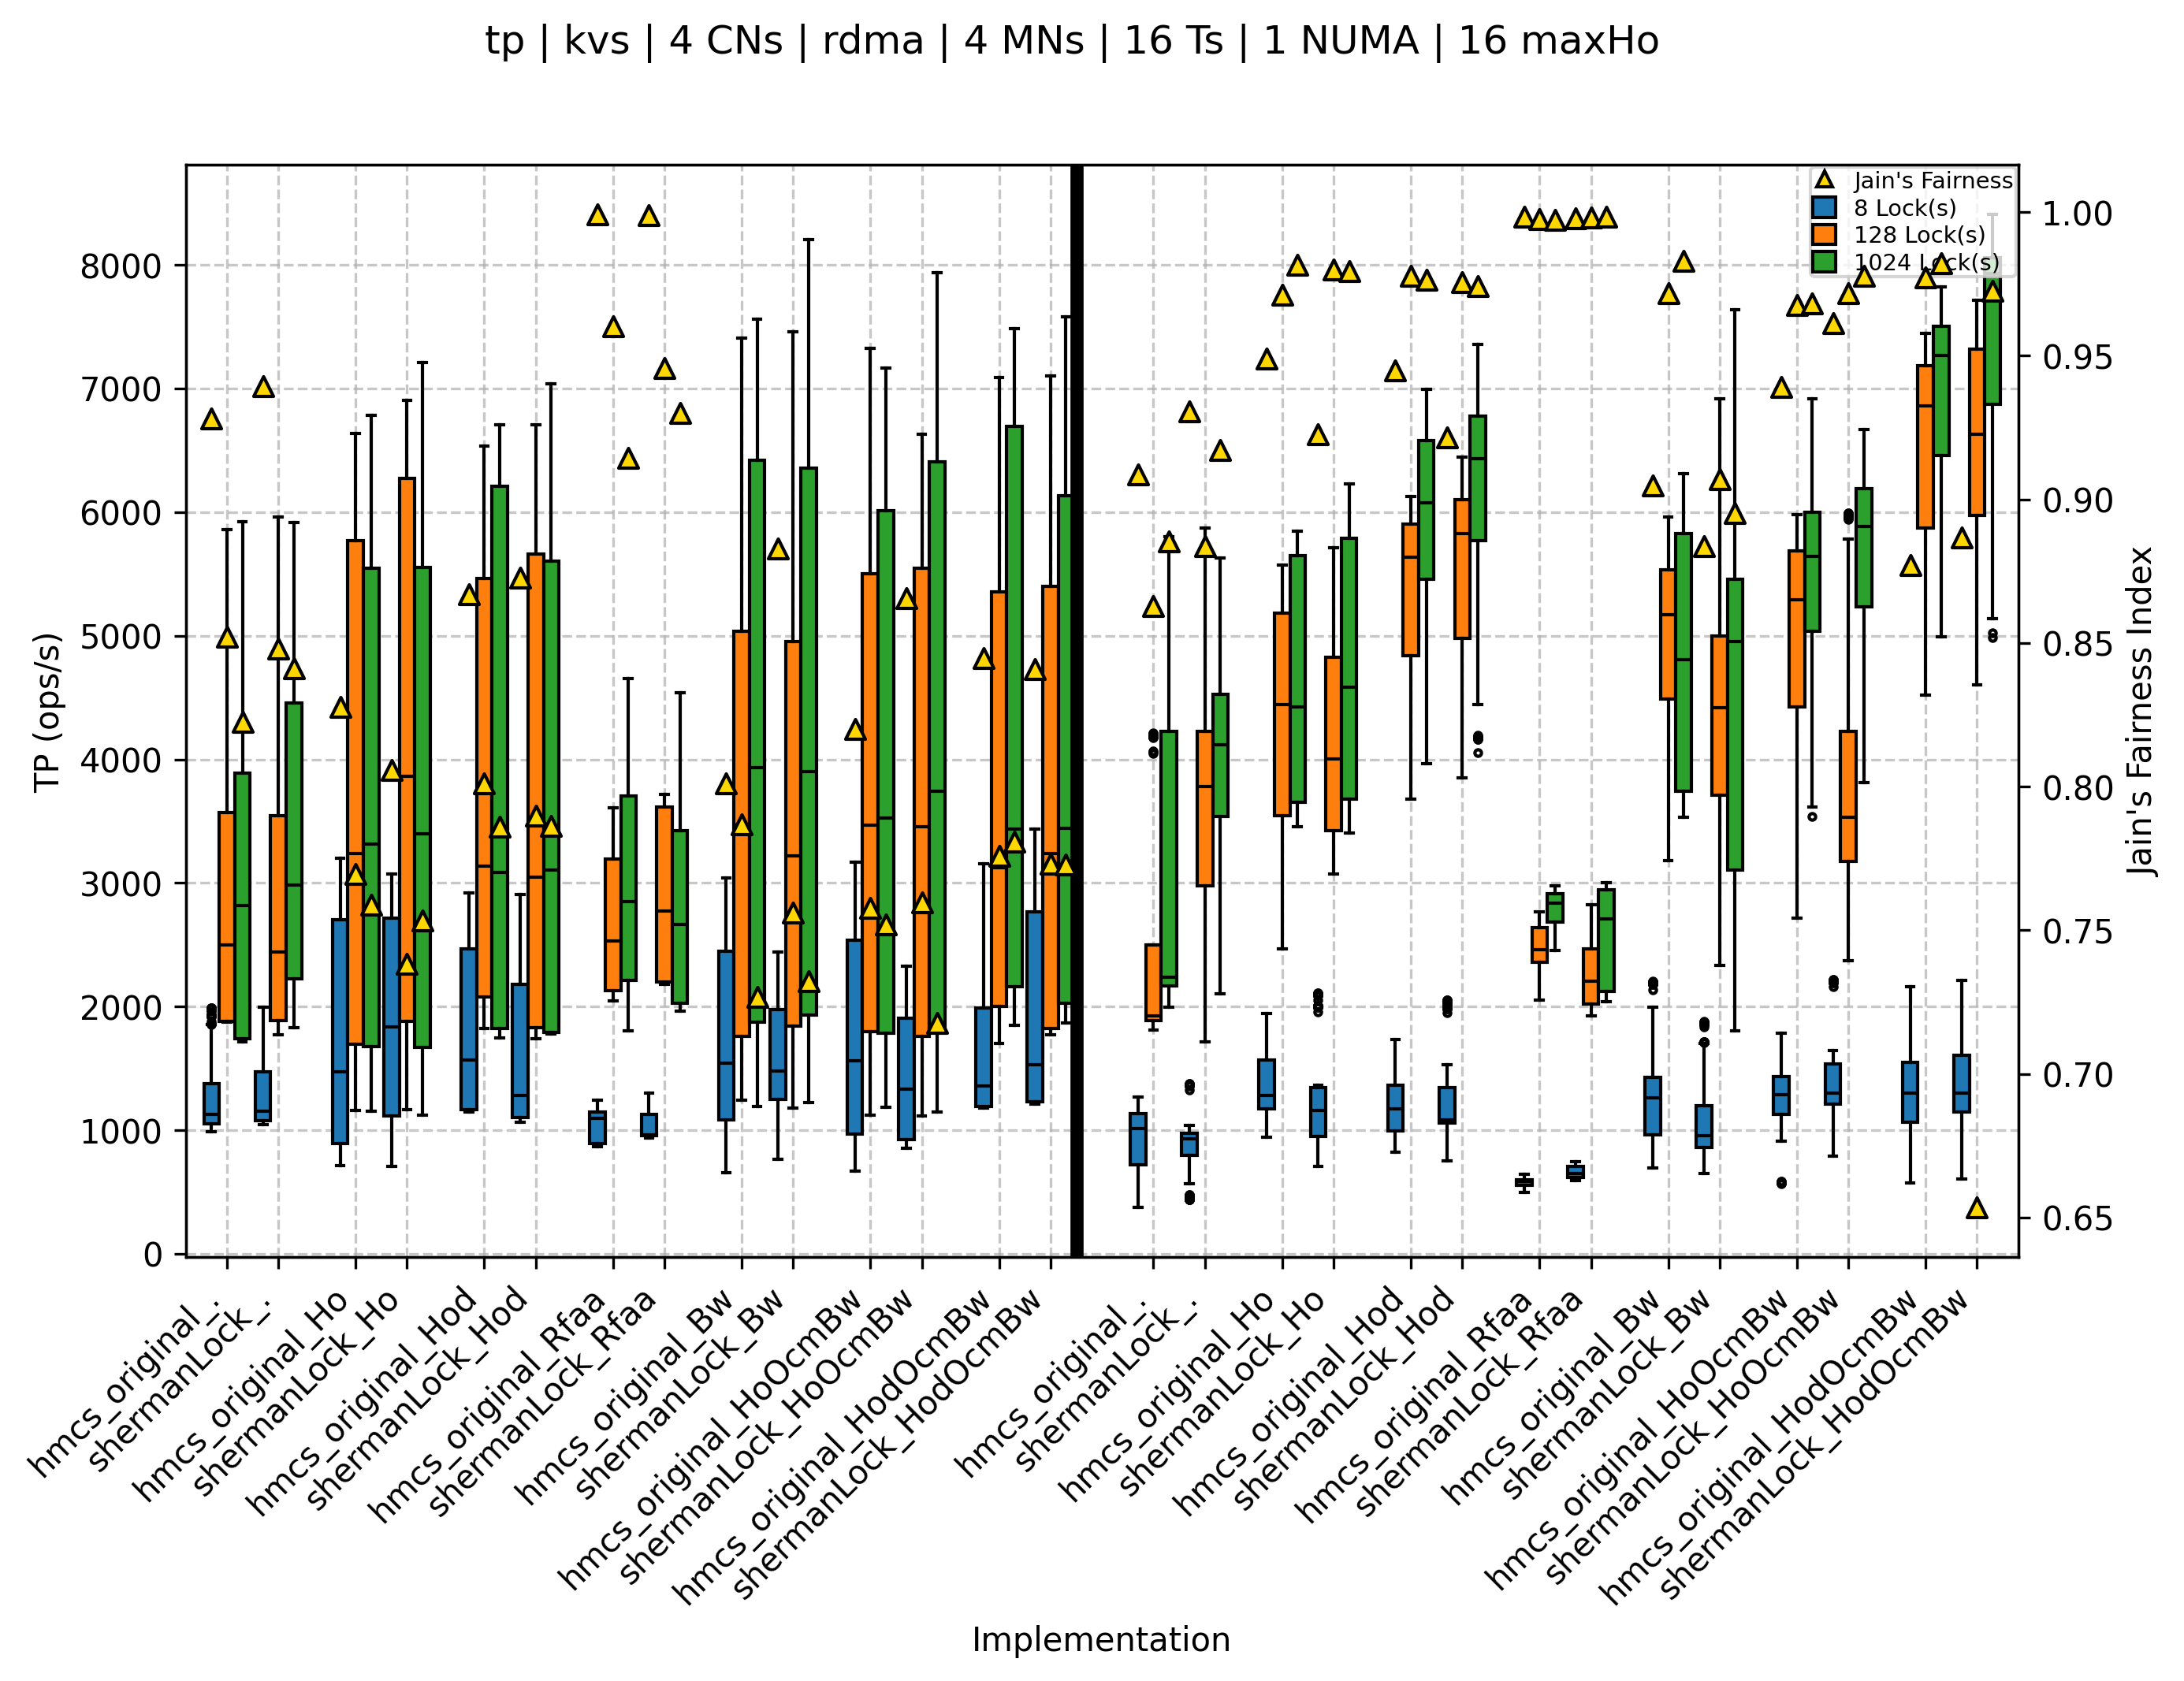 tp | kvs | 4 CNs | rdma | 4 MNs | 16 Ts | 1 NUMA | 16 maxHo
Jain's Fairness
8 Lock(s)
128 Lock(s)
1024 Lock(s)
TP (ops/s)
8000
7000
6000
5000
4000
3000
2000
1000
0
1.00
0.95
0.90
0.85
0.80
0.75
0.70
0.65
Jain's Fairness Index
hmcs_original_.
shermanLock_.
hmcs_original_Ho
shermanLock_Ho
hmcs_original_Hod
shermanLock_Hod
hmcs_original_Rfaa
shermanLock_Rfaa
hmcs_original_Bw
shermanLock_Bw
hmcs_original_HoOcmBw
shermanLock_HoOcmBw
hmcs_original_HodOcmBw
shermanLock_HodOcmBw
hmcs_original_.
shermanLock_.
hmcs_original_Ho
shermanLock_Ho
hmcs_original_Hod
shermanLock_Hod
hmcs_original_Rfaa
shermanLock_Rfaa
hmcs_original_Bw
shermanLock_Bw
hmcs_original_HoOcmBw
shermanLock_HoOcmBw
hmcs_original_HodOcmBw
shermanLock_HodOcmBw
Implementation